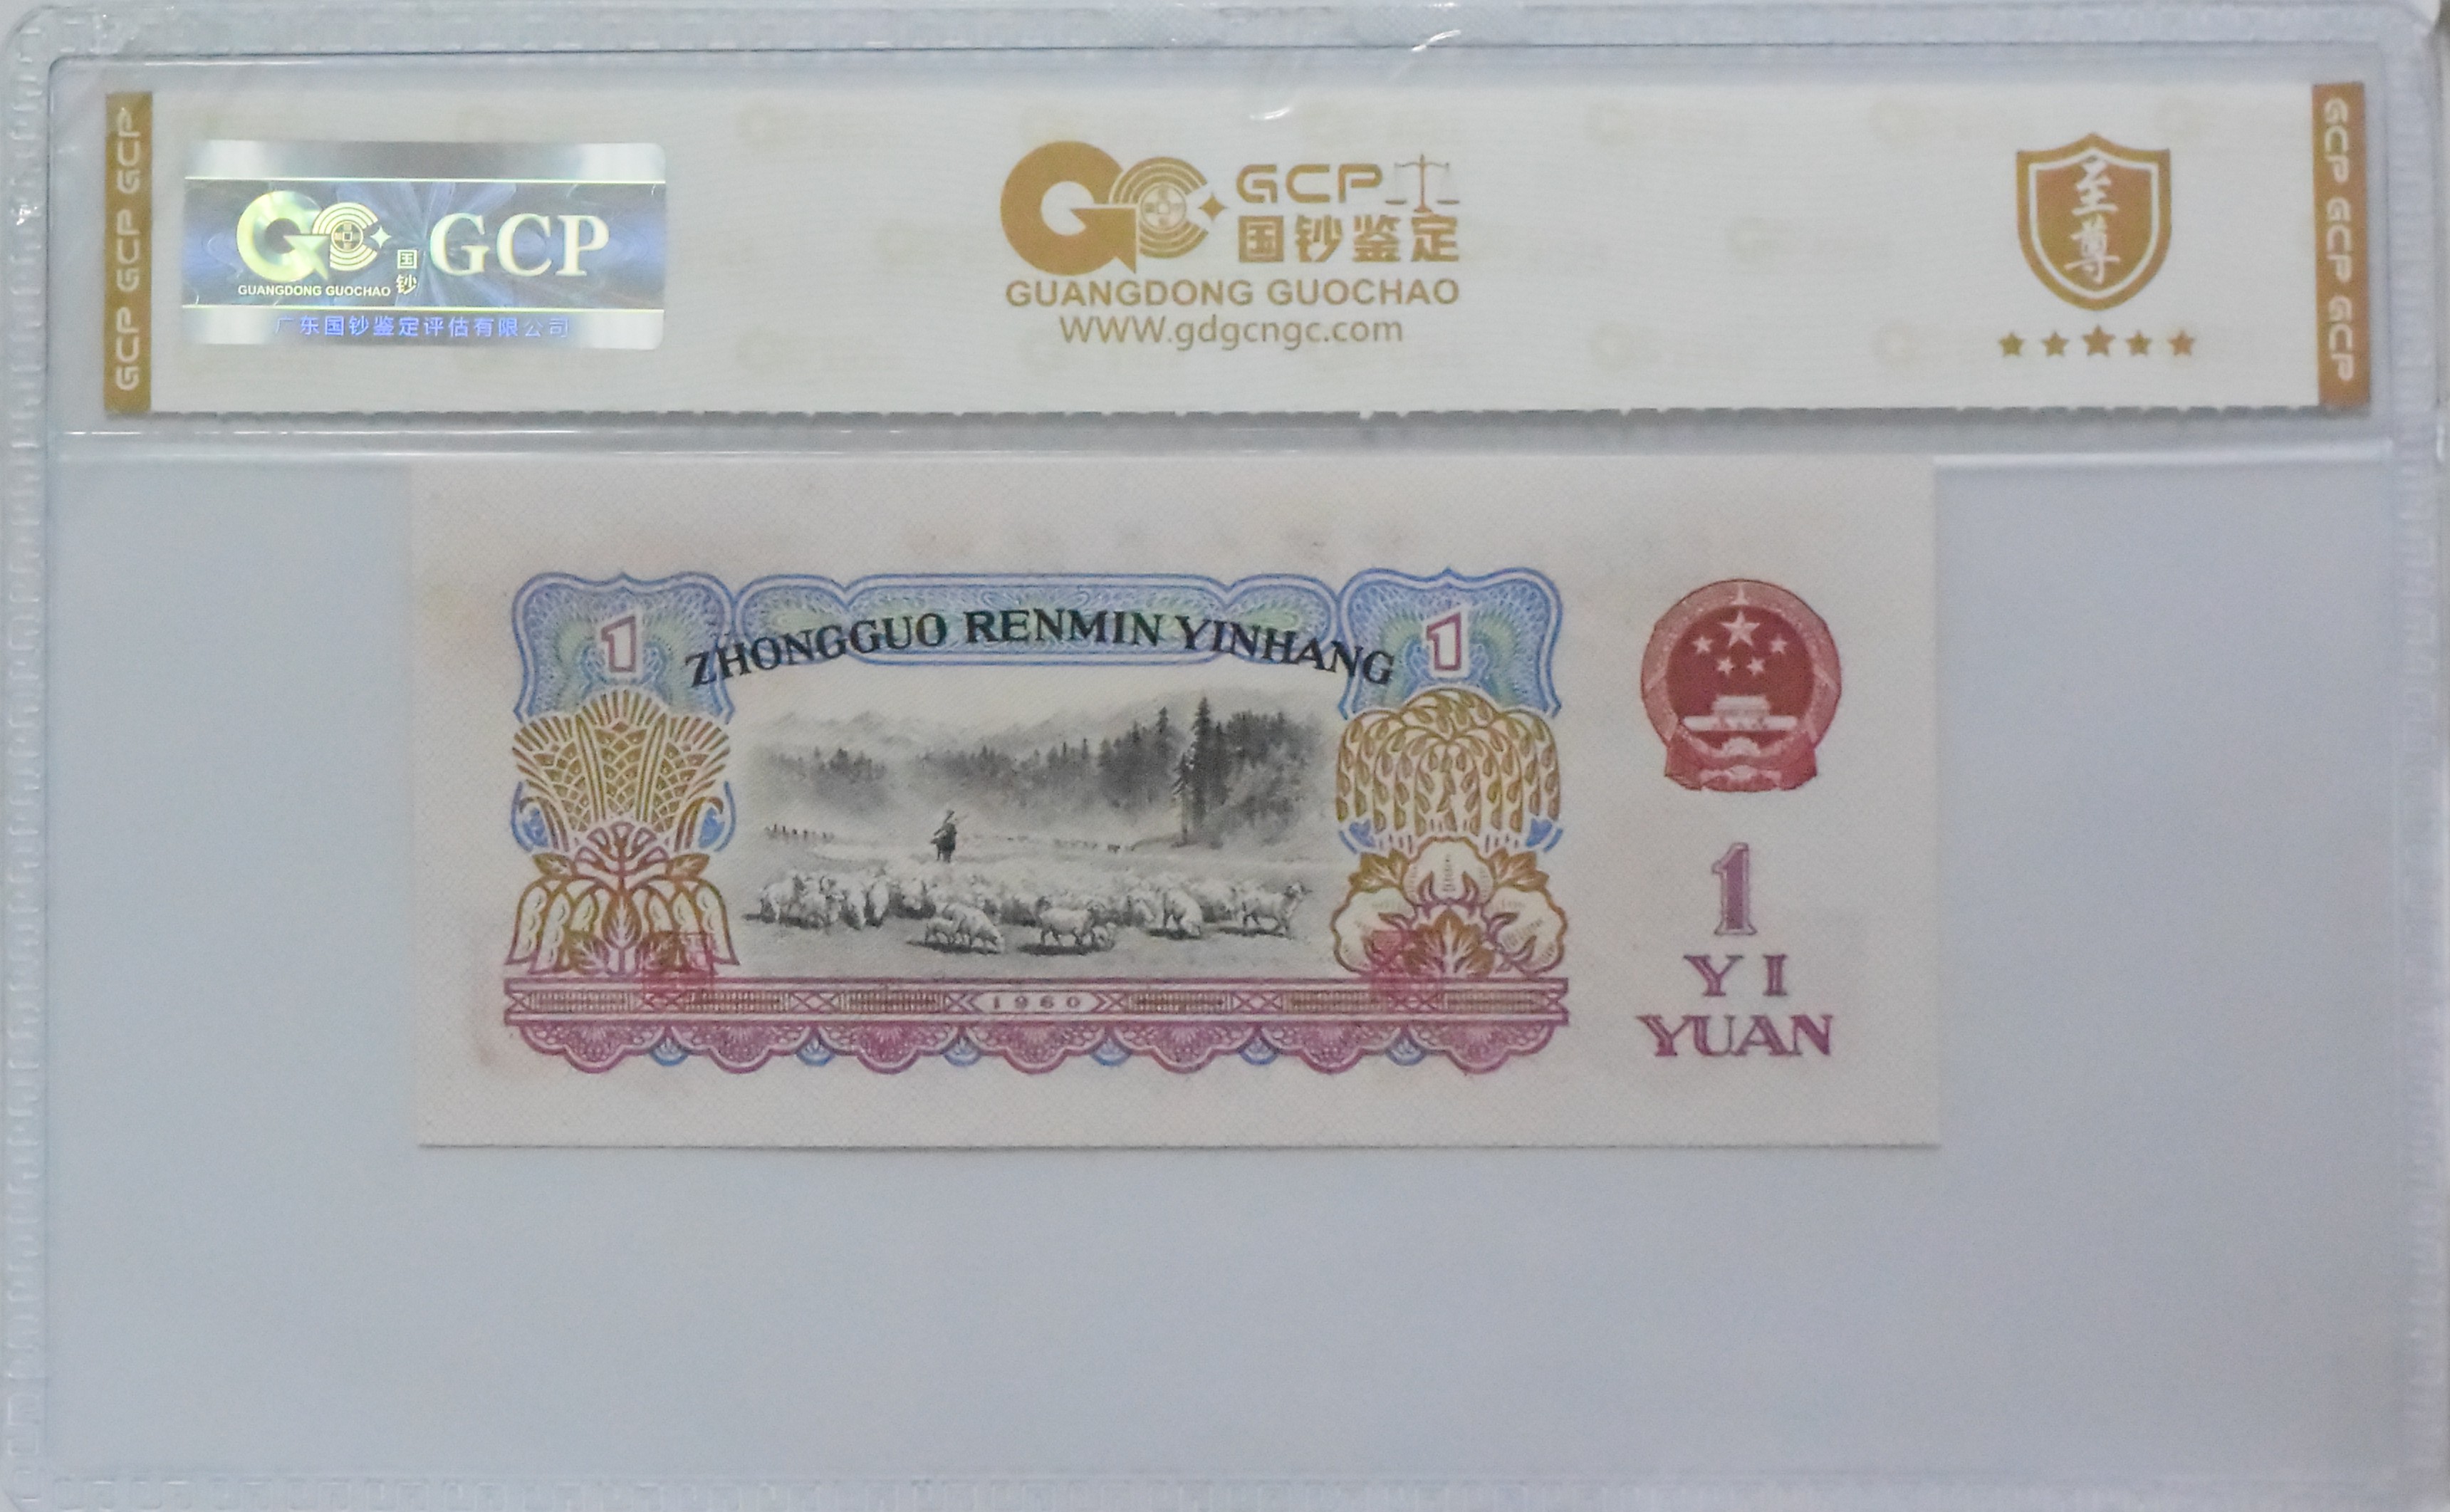 GCP GCP GCP
GUANGDONG GUOCHAO
国钞
GCP
广东国钞鉴定评估有限公司
GCP
国钞鉴定
GUANGDONG GUOCHAO
WWW.gdgcngc.com
至尊
GCP GCP GCP
1
ZHONGGUO RENMIN YINHANG
1
1960
1
YI
YUAN